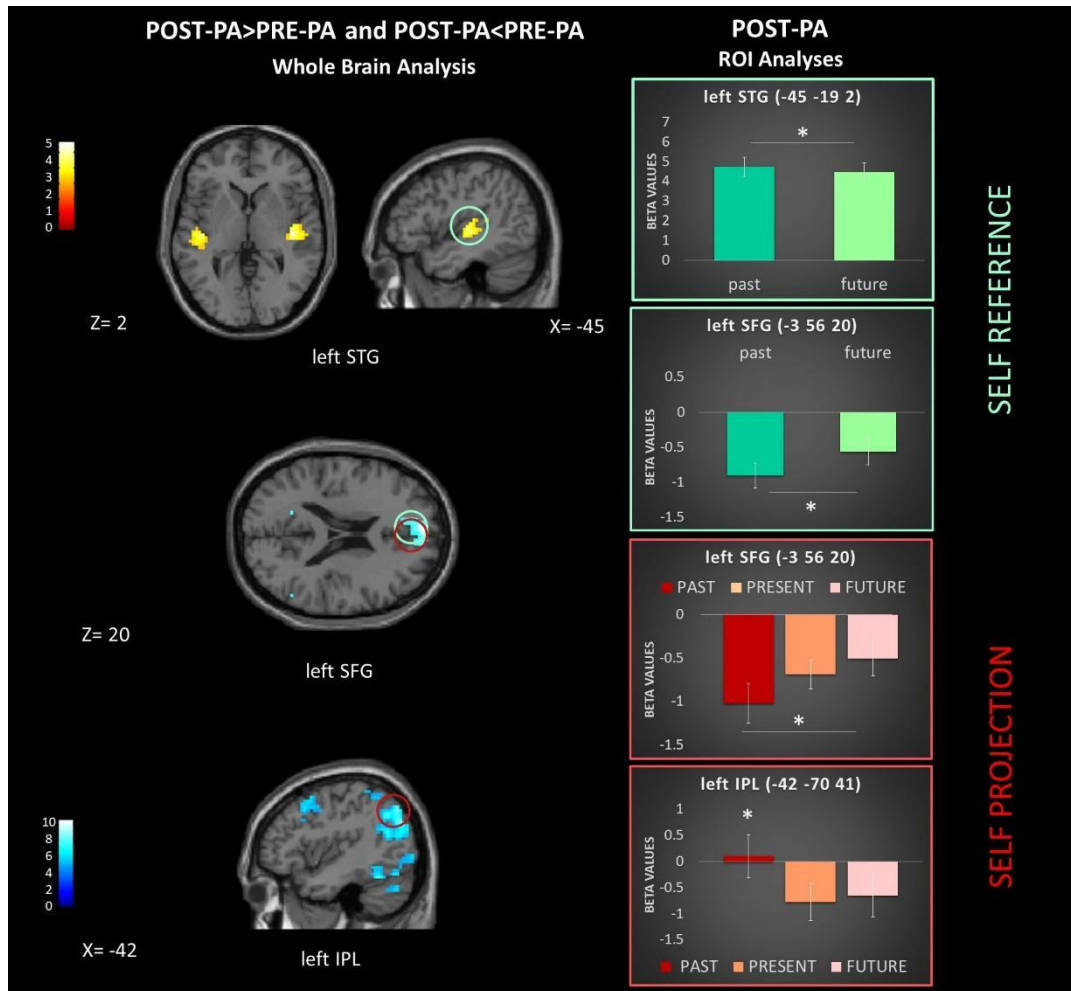 POST-PA>PRE-PA and POST-PA<PRE-PA
Whole Brain Analysis
POST-PA
ROI Analyses
5
4
3
2
1
0
Z= 2
X= -45
left STG
left STG (-45 -19 2)
*
BETA VALUES
7
6
5
4
3
2
1
0
past future
SELF REFERENCE
left SFG (-3 56 20)
past future
BETA VALUES
0.5
0
-0.5
-1
-1.5
*
Z= 20
left SFG
left SFG (-3 56 20)
PAST PRESENT FUTURE
BETA VALUES
0
-0.5
-1
-1.5
*
SELF PROJECTION
10
8
6
4
2
0
X= -42
left IPL
left IPL (-42 -70 41)
*
BETA VALUES
1
0.5
0
-0.5
-1
-1.5
PAST PRESENT FUTURE